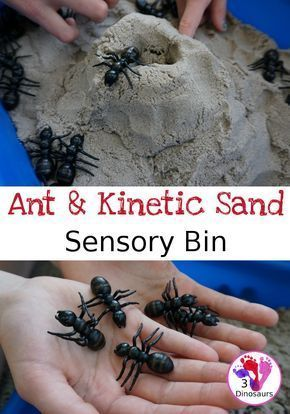 Ant & Kinetic Sand
Sensory Bin
3
Dinosaurs